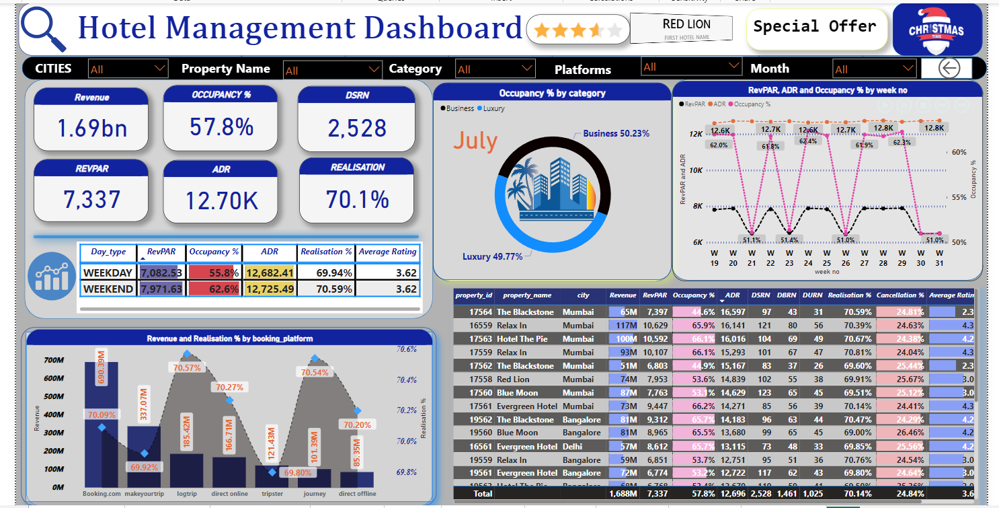 Hotel Management Dashboard
RED LION
FIRST HOTEL NAME
Special Offer
CHRISTMAS
TIME
CITIES All Property Name All Category All Platforms All Month All
Revenue
1.69bn
OCCUPANCY %
57.8%
DSRN
2,528
REVPAR
7,337
ADR
12.70K
REALISATION
70.1%
Day_type RevPAR Occupancy % ADR Realisation % Average Rating
WEEKDAY 7,082.53 55.8% 12,682.41 69.94% 3.62
WEEKEND 7,971.63 62.6% 12,725.49 70.59% 3.62
Occupancy % by category
Business Luxury
July
Business 50.23%
Luxury 49.77%
RevPAR, ADR and Occupancy % by week no
RevPAR ADR Occupancy %
RevPAR and ADR
12K
10K
8K
6K
12.6K 12.7K 12.6K 12.7K 12.8K 12.8K
62.0% 61.8% 62.4% 61.9% 62.3%
51.1% 51.4% 51.0% 51.0%
60%
55%
50%
Occupancy %
W 19 W 20 W 21 W 22 W 23 W 24 W 25 W 26 W 27 W 28 W 29 W 30 W 31
week no
Revenue and Realisation % by booking_platform
Revenue
700M
600M
500M
400M
300M
200M
100M
0M
690.39M 337.07M 185.42M 166.71M 121.43M 101.39M 85.35M
70.09% 69.92% 70.57% 70.27% 69.80% 70.54% 70.20%
70.6%
70.4%
70.2%
70.0%
69.8%
Realisation %
Booking.com makeyourtrip logtrip direct online tripster journey direct offline
property_id property_name city Revenue RevPAR Occupancy % ADR DSRN DBRN DURN Realisation % Cancellation % Average Ratin
17564 The Blackstone Mumbai 65M 7,397 44.6% 16,597 97 43 31 70.59% 24.81% 2.3
16559 Relax In Mumbai 117M 10,629 65.9% 16,141 121 80 56 70.39% 24.63% 4.3
17563 Hotel The Pie Mumbai 100M 10,592 66.1% 16,016 104 69 49 70.67% 24.38% 4.2
17559 Relax In Mumbai 93M 10,107 66.1% 15,293 101 67 47 70.81% 24.04% 4.3
17562 The Blackstone Mumbai 51M 6,803 44.9% 15,167 83 37 26 69.60% 25.44% 2.3
17558 Red Lion Mumbai 74M 7,953 53.6% 14,839 102 55 38 69.91% 25.67% 3.0
17560 Blue Moon Mumbai 87M 7,763 53.1% 14,629 123 65 45 69.51% 25.12% 3.0
17561 Evergreen Hotel Mumbai 73M 9,447 66.2% 14,271 85 56 39 70.14% 24.41% 4.3
19562 The Blackstone Bangalore 81M 9,312 65.7% 14,183 96 63 44 70.47% 24.29% 4.2
19560 Blue Moon Bangalore 81M 8,965 65.5% 13,680 99 65 45 69.00% 26.46% 4.2
16561 Evergreen Hotel Delhi 57M 8,612 65.7% 13,115 73 48 33 69.85% 25.56% 4.2
19559 Relax In Bangalore 59M 6,851 53.7% 12,751 95 51 36 70.76% 24.54% 3.0
19561 Evergreen Hotel Bangalore 72M 6,774 53.2% 12,722 117 62 43 69.80% 24.64% 3.0
Total 1,688M 7,337 57.8% 12,696 2,528 1,461 1,025 70.14% 24.84% 3.6